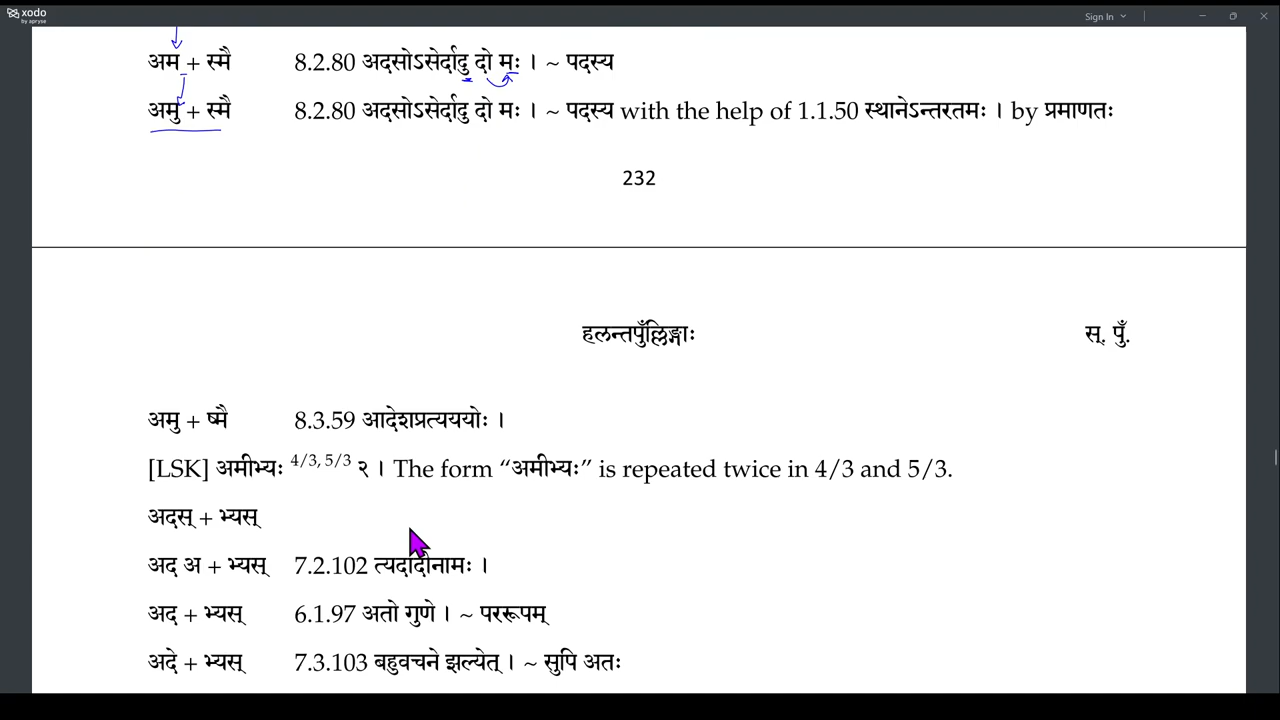 xodo
by apryse
Sign In
अम + स्मै 8.2.80 अदसोऽसेर्दादु दो मः । ~ पदस्य
अमु + स्मै 8.2.80 अदसोऽसेर्दादु दो मः । ~ पदस्य with the help of 1.1.50 स्थानेऽन्तरतमः । by प्रमाणतः
232
हलन्तपुँल्लिङ्गाः स्. पुँ.
अमु + ष्मै 8.3.59 आदेशप्रत्यययोः ।
[LSK] अमीभ्यः 4/3, 5/3 २ । The form “अमीभ्यः” is repeated twice in 4/3 and 5/3.
अदस् + भ्यस्
अद अ + भ्यस् 7.2.102 त्यदादीनामः ।
अद + भ्यस् 6.1.97 अतो गुणे । ~ पररूपम्
अदे + भ्यस् 7.3.103 बहुवचने झल्येत् । ~ सुपि अतः